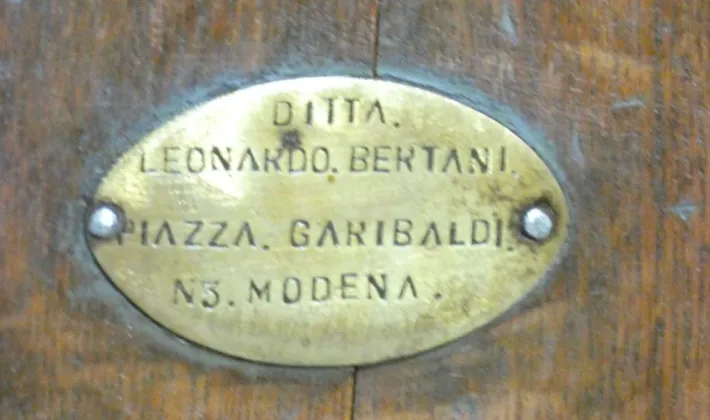 DITTA.
LEONARDO. BERTANI.
PIAZZA. GARIBALDI.
N3. MODENA.